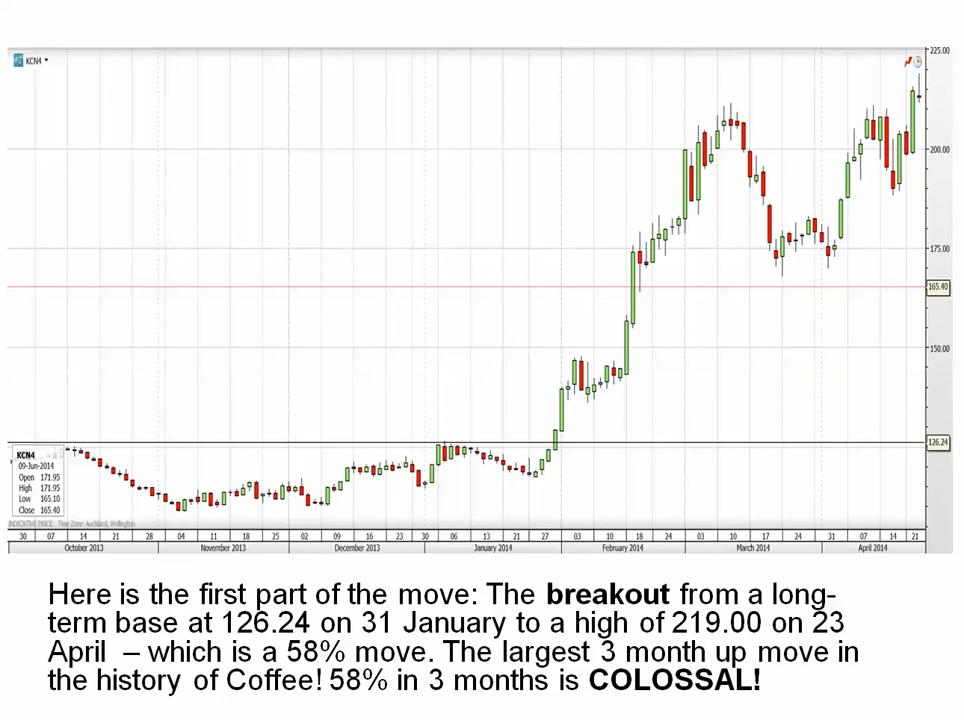 KCN4
225.00
200.00
175.00
165.40
150.00
126.24
KCN4
09-Jun-2014
Open 171.95
High 171.95
Low 165.10
Close 165.40
INDICATIVE PRICE: Time Zone: Auckland, Wellington
30 07 14 21 28 04 11 18 25 02 09 16 23 30 06 13 21 27 03 10 18 24 03 10 17 24 31 07 14 21
October 2013 November 2013 December 2013 January 2014 February 2014 March 2014 April 2014
Here is the first part of the move: The breakout from a long-
term base at 126.24 on 31 January to a high of 219.00 on 23
April – which is a 58% move. The largest 3 month up move in
the history of Coffee! 58% in 3 months is COLOSSAL!